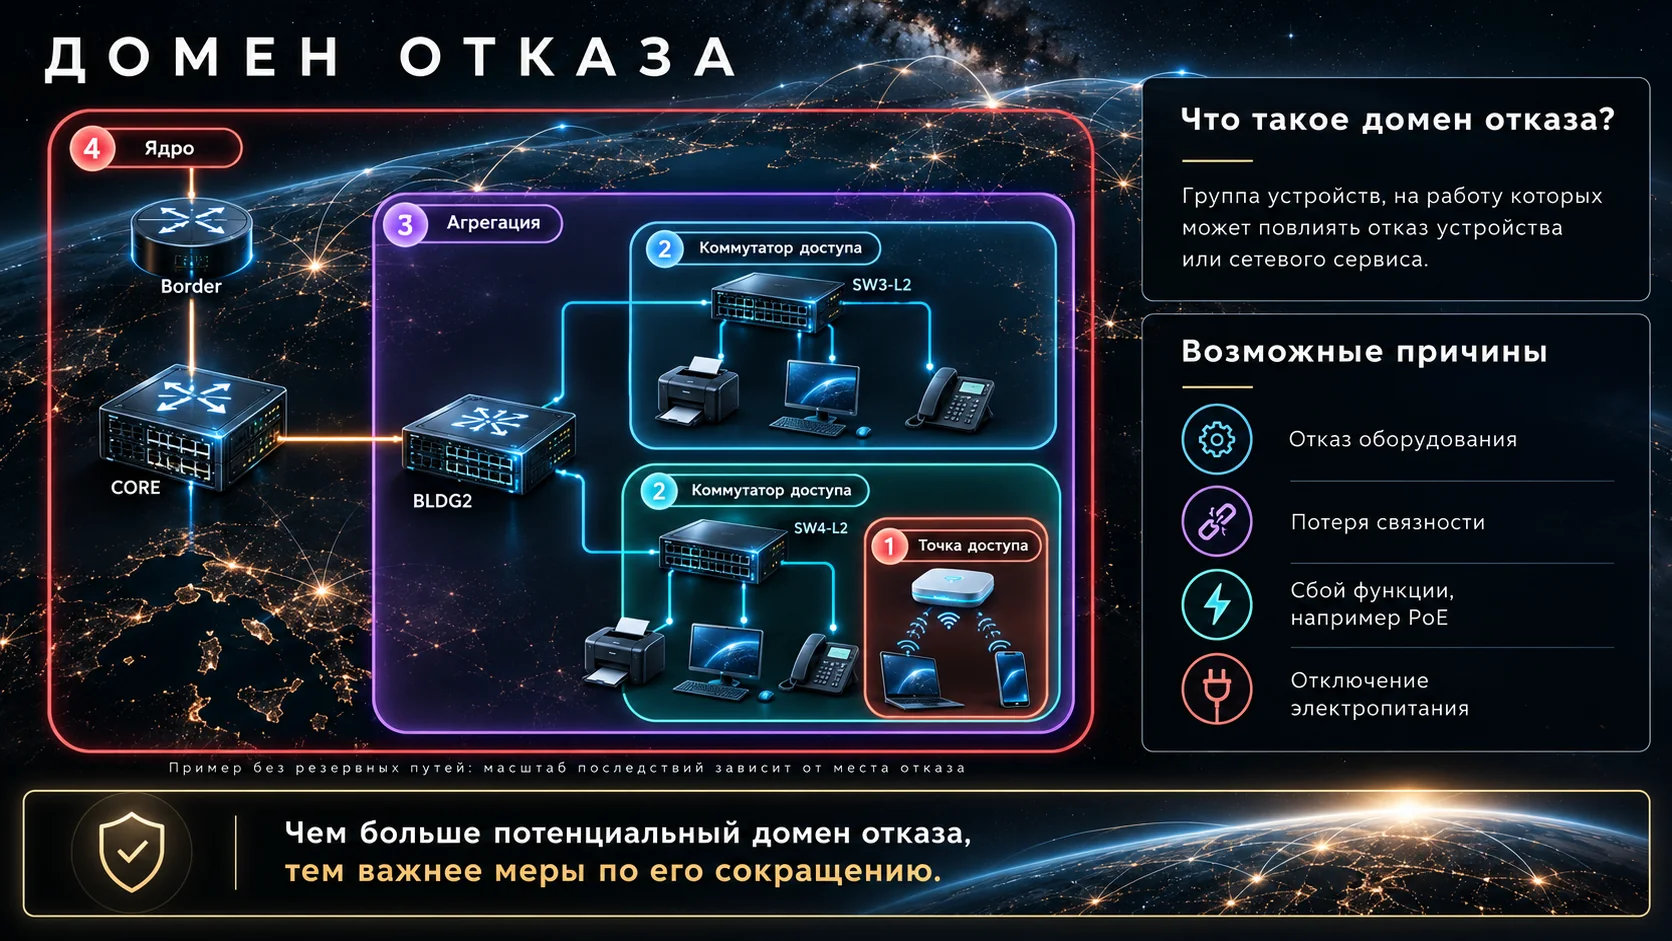 ДОМЕН ОТКАЗА
4 Ядро
Border
CORE
3 Агрегация
BLDG2
2 Коммутатор доступа
SW3-L2
2 Коммутатор доступа
SW4-L2
1 Точка доступа
Пример без резервных путей: масштаб последствий зависит от места отказа
Что такое домен отказа?
Группа устройств, на работу которых
может повлиять отказ устройства
или сетевого сервиса.
Возможные причины
Отказ оборудования
Потеря связности
Сбой функции,
например PoE
Отключение
электропитания
Чем больше потенциальный домен отказа,
тем важнее меры по его сокращению.